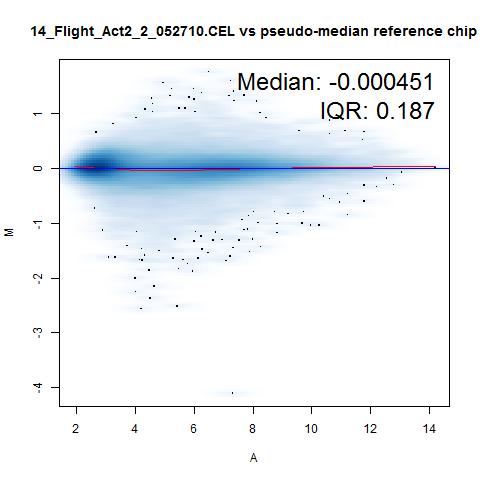 14_Flight_Act2_2_052710.CEL vs pseudo-median reference chip
Median: -0.000451
IQR: 0.187
1
0
-1
-2
-3
-4
M
2
4
6
8
10
12
14
A